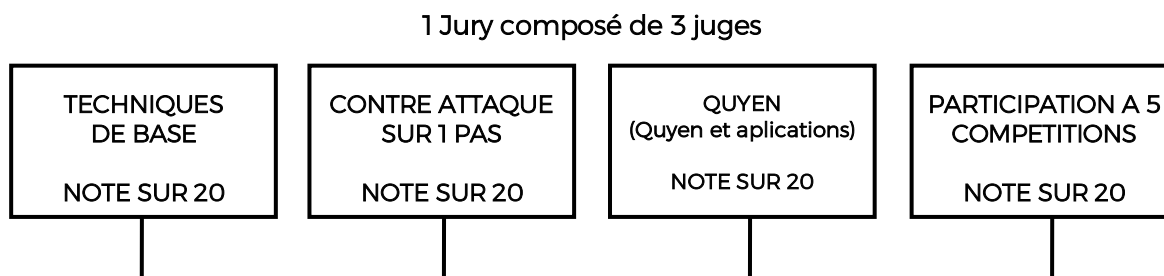 1 Jury composé de 3 juges
TECHNIQUES
DE BASE
NOTE SUR 20
CONTRE ATTAQUE
SUR 1 PAS
NOTE SUR 20
QUYEN
(Quyen et aplications)
NOTE SUR 20
PARTICIPATION A 5
COMPETITIONS
NOTE SUR 20